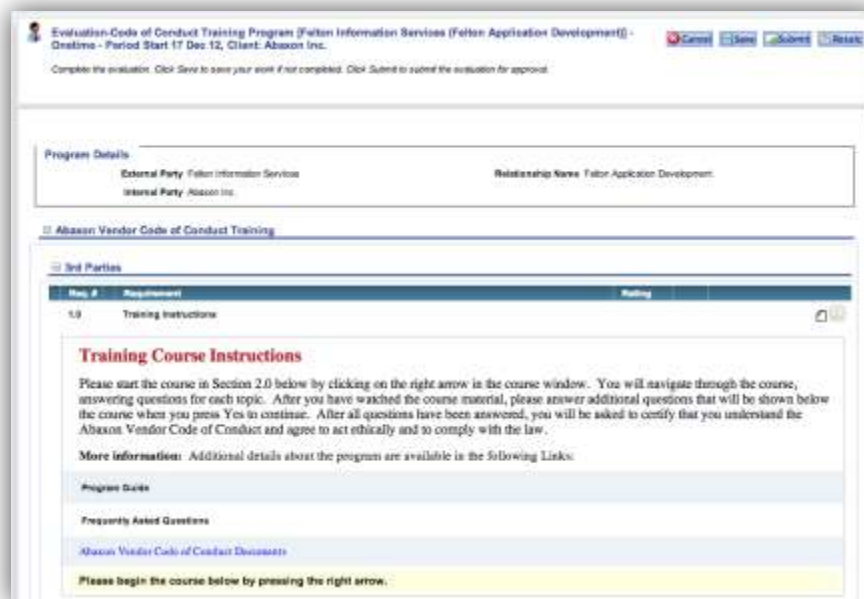 Evaluation-Code of Conduct Training Program [Felton Information Services (Felton Application Development)] -
Onetime - Period Start 17 Dec 12, Client: Abaxon Inc.
Cancel Save Submit
Complete the evaluation. Click Save to save your work if not completed. Click Submit to submit the evaluation for approval.
Program Details
External Party Felton Information Services Relationship Name Felton Application Development
Internal Party Abaxon Inc.
Abaxon Vendor Code of Conduct Training
3rd Parties
Req. # Requirement Rating
1.0 Training Instructions
Training Course Instructions
Please start the course in Section 2.0 below by clicking on the right arrow in the course window. You will navigate through the course,
answering questions for each topic. After you have watched the course material, please answer additional questions that will be shown below
the course when you press Yes to continue. After all questions have been answered, you will be asked to certify that you understand the
Abaxon Vendor Code of Conduct and agree to act ethically and to comply with the law.
More information: Additional details about the program are available in the following Links:
Program Guide
Frequently Asked Questions
Abaxon Vendor Code of Conduct Documents
Please begin the course below by pressing the right arrow.